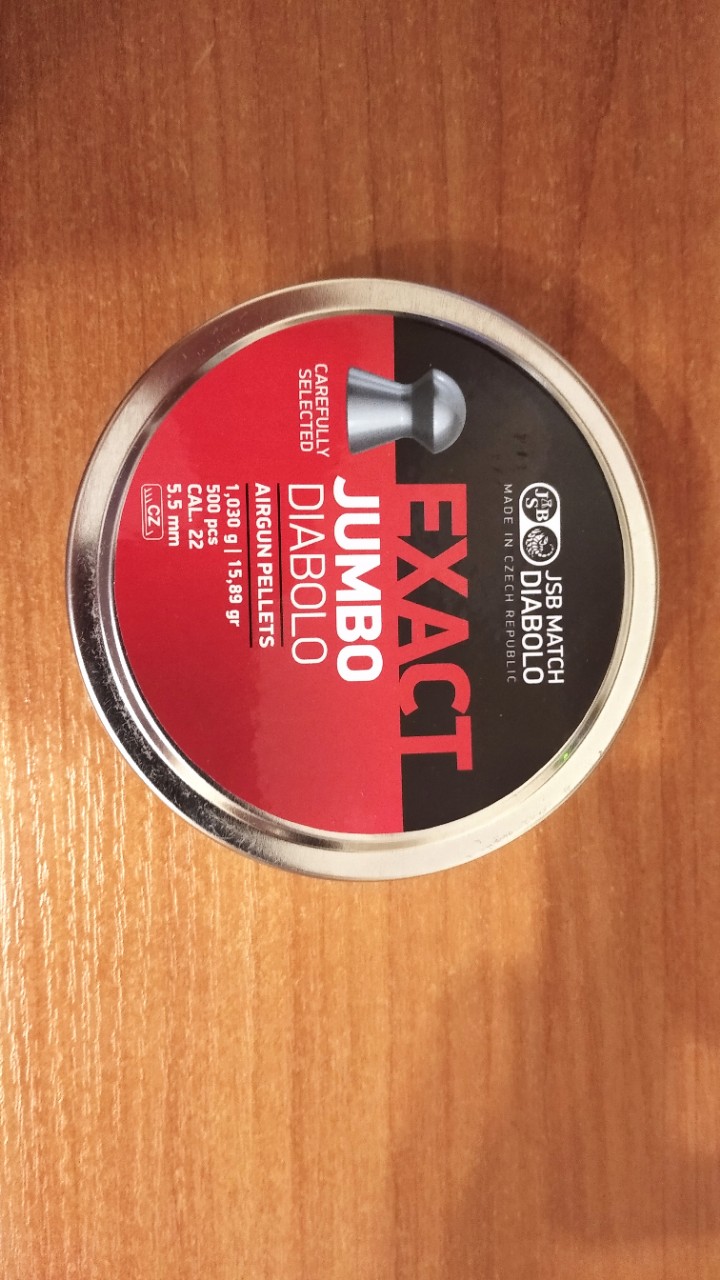 J&B
S
JSB MATCH
DIABOLO
MADE IN CZECH REPUBLIC
EXACT
JUMBO
DIABOLO
CAREFULLY
SELECTED
AIRGUN PELLETS
1,030 g | 15,89 gr
500 pcs
CAL. 22
5.5 mm
CZ